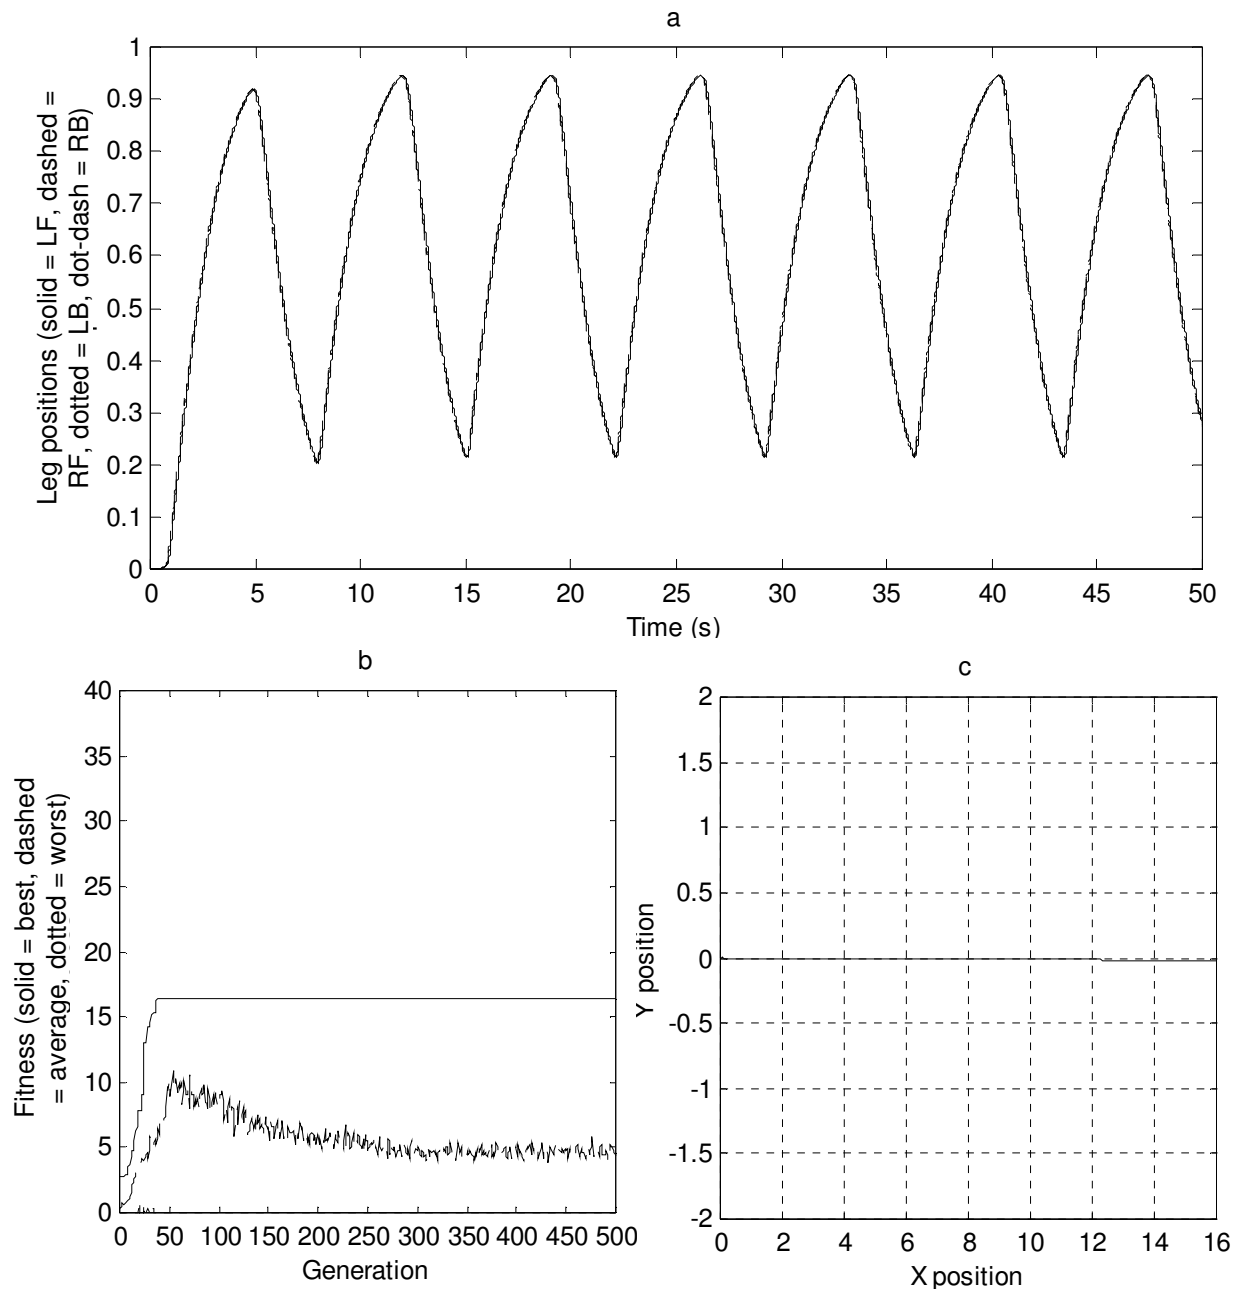 a
1
0.9
0.8
0.7
0.6
0.5
0.4
0.3
0.2
0.1
0
Leg positions (solid = LF, dashed =
RF, dotted = LB, dot-dash = RB)
0 5 10 15 20 25 30 35 40 45 50
Time (s)
b
40
35
30
25
20
15
10
5
0
Fitness (solid = best, dashed
= average, dotted = worst)
0 50 100 150 200 250 300 350 400 450 500
Generation
c
2
1.5
1
0.5
0
-0.5
-1
-1.5
-2
Y position
0 2 4 6 8 10 12 14 16
X position